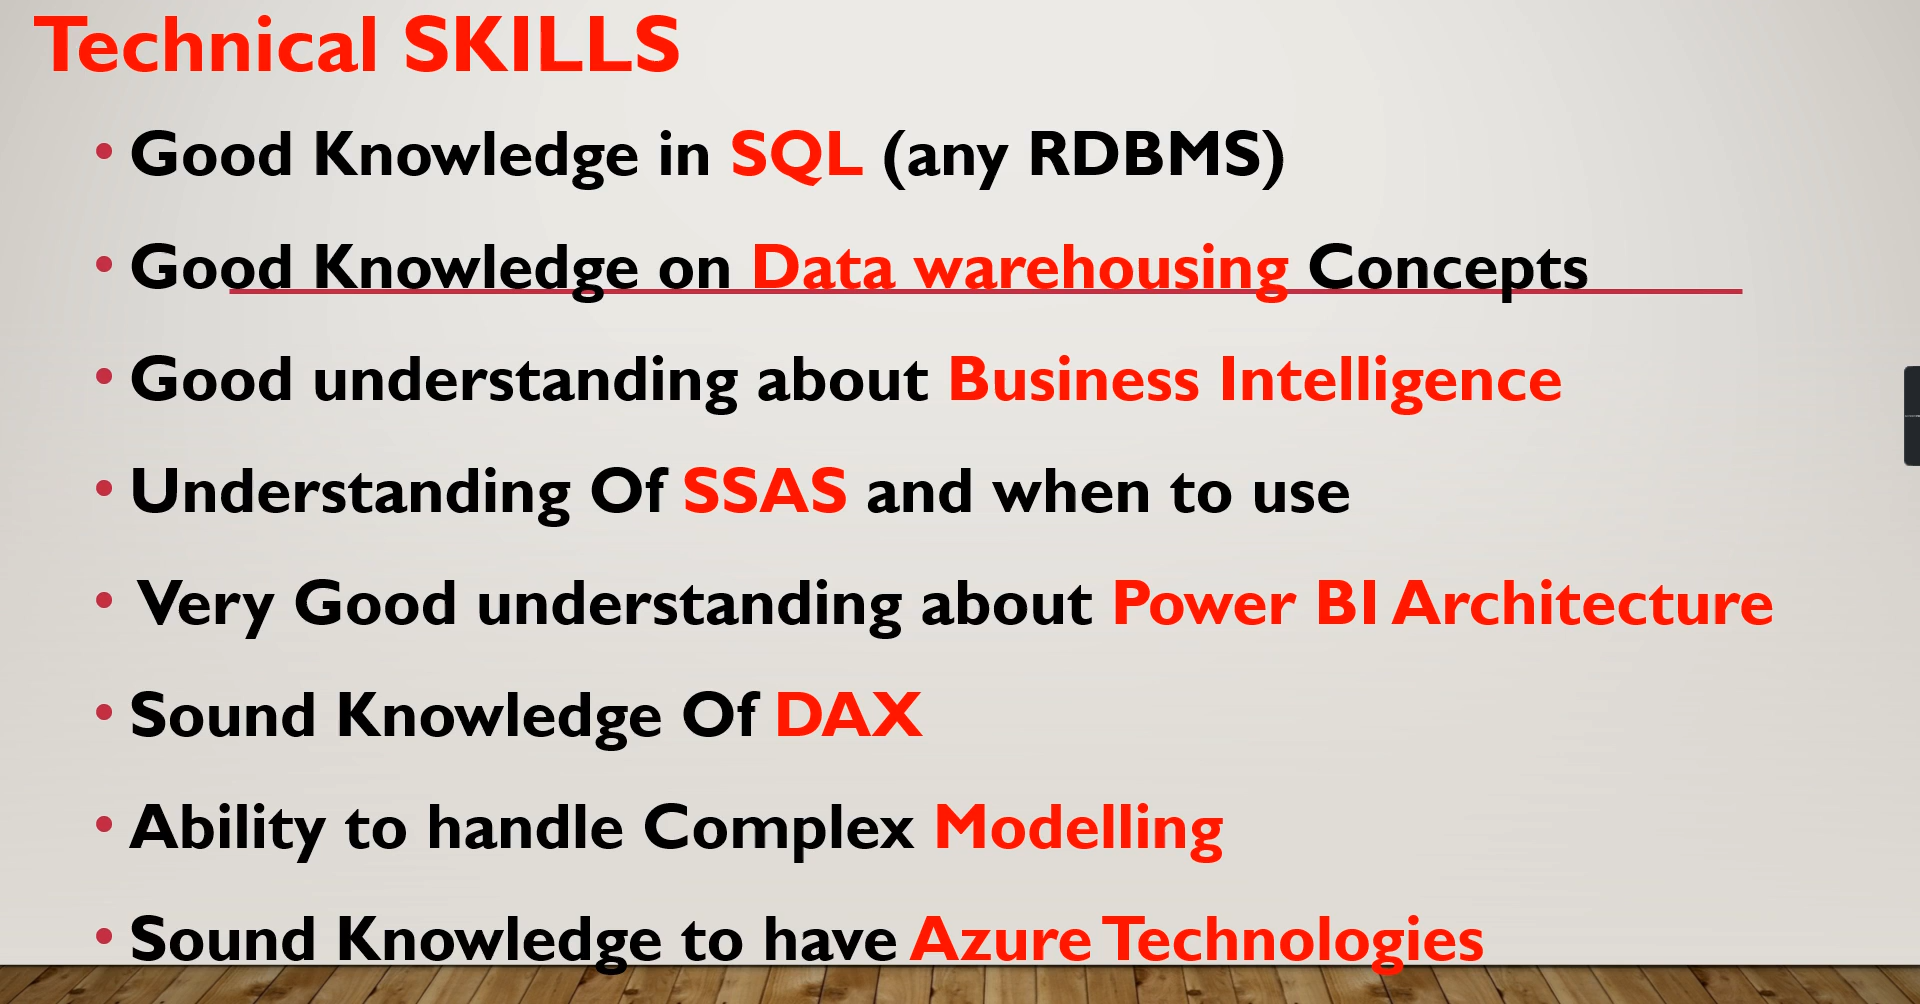 Technical SKILLS
• Good Knowledge in SQL (any RDBMS)
• Good Knowledge on Data warehousing Concepts
• Good understanding about Business Intelligence
• Understanding Of SSAS and when to use
• Very Good understanding about Power BI Architecture
• Sound Knowledge Of DAX
• Ability to handle Complex Modelling
• Sound Knowledge to have Azure Technologies